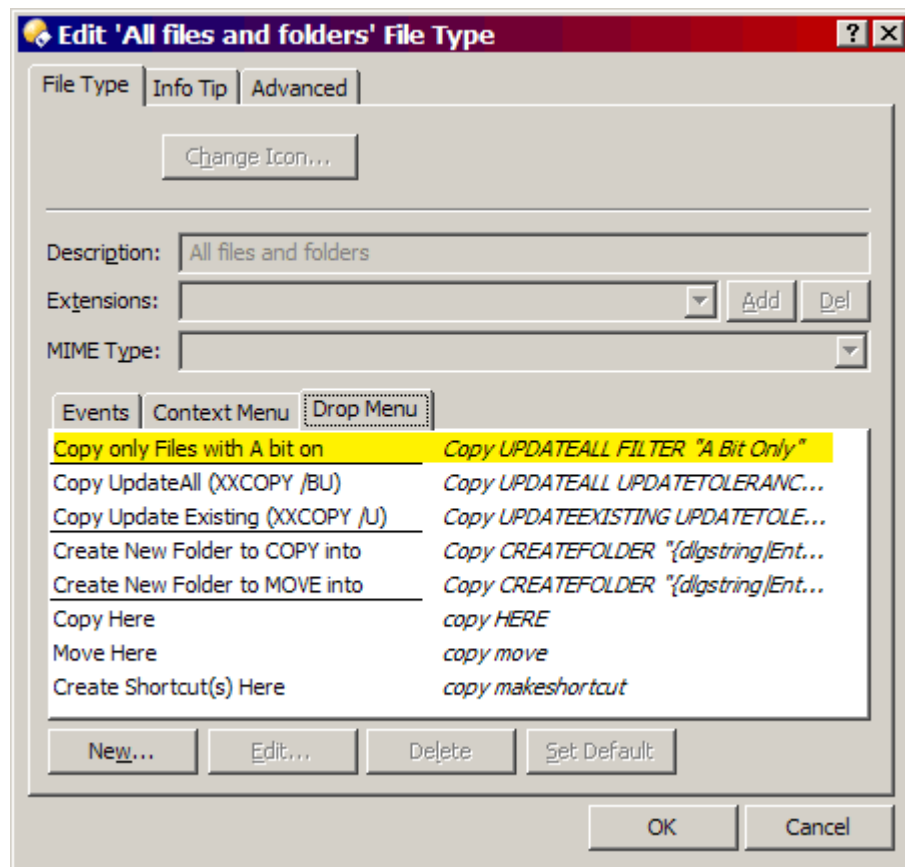 Edit 'All files and folders' File Type
File Type Info Tip Advanced
Change Icon...
Description: All files and folders
Extensions: Add Del
MIME Type:
Events Context Menu Drop Menu
Copy only Files with A bit on Copy UPDATEALL FILTER "A Bit Only"
Copy UpdateAll (XXCOPY /BU) Copy UPDATEALL UPDATETOLERANC...
Copy Update Existing (XXCOPY /U) Copy UPDATEEXISTING UPDATETOLE...
Create New Folder to COPY into Copy CREATEFOLDER "{dlgstring|Ent...
Create New Folder to MOVE into Copy CREATEFOLDER "{dlgstring|Ent...
Copy Here copy HERE
Move Here copy move
Create Shortcut(s) Here copy makeshortcut
New... Edit... Delete Set Default
OK Cancel